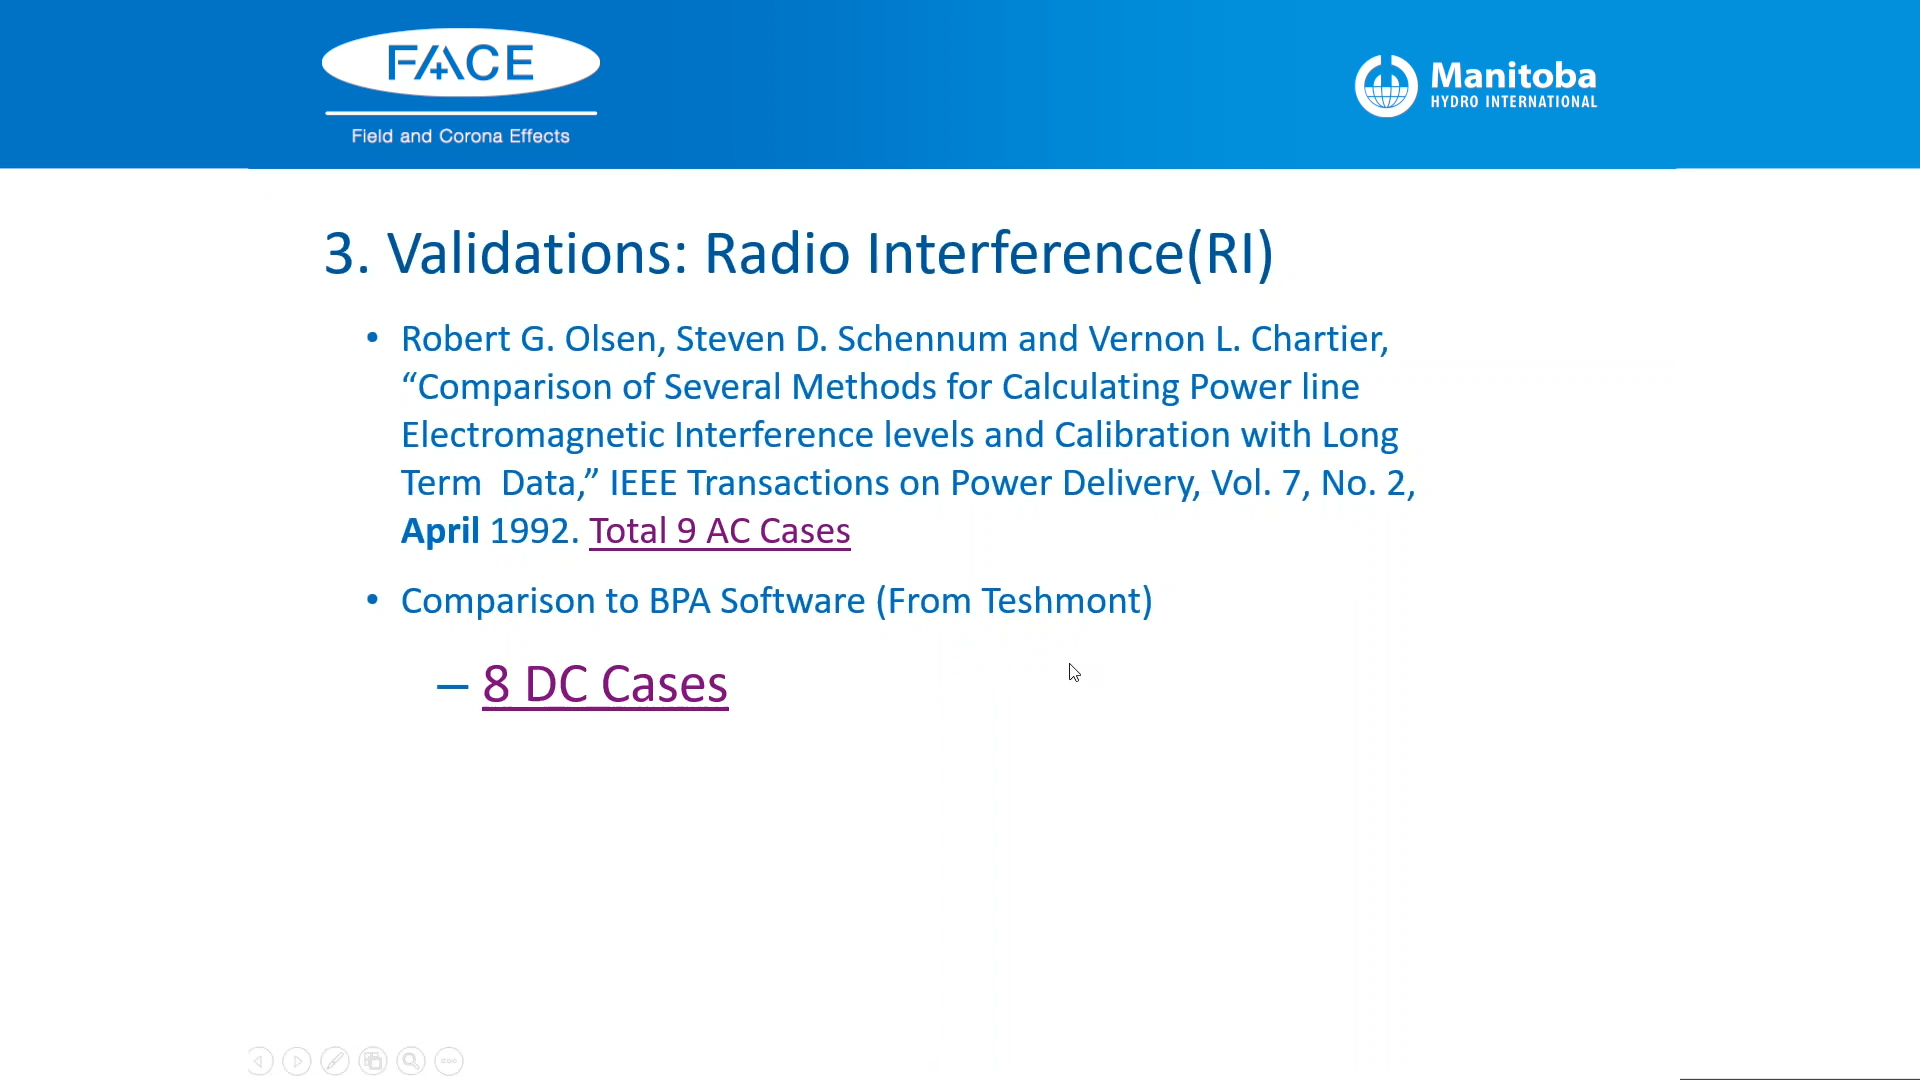 FACE
Field and Corona Effects
Manitoba
HYDRO INTERNATIONAL
3. Validations: Radio Interference(RI)
• Robert G. Olsen, Steven D. Schennum and Vernon L. Chartier,
“Comparison of Several Methods for Calculating Power line
Electromagnetic Interference levels and Calibration with Long
Term  Data,” IEEE Transactions on Power Delivery, Vol. 7, No. 2,
April 1992. Total 9 AC Cases
• Comparison to BPA Software (From Teshmont)
– 8 DC Cases